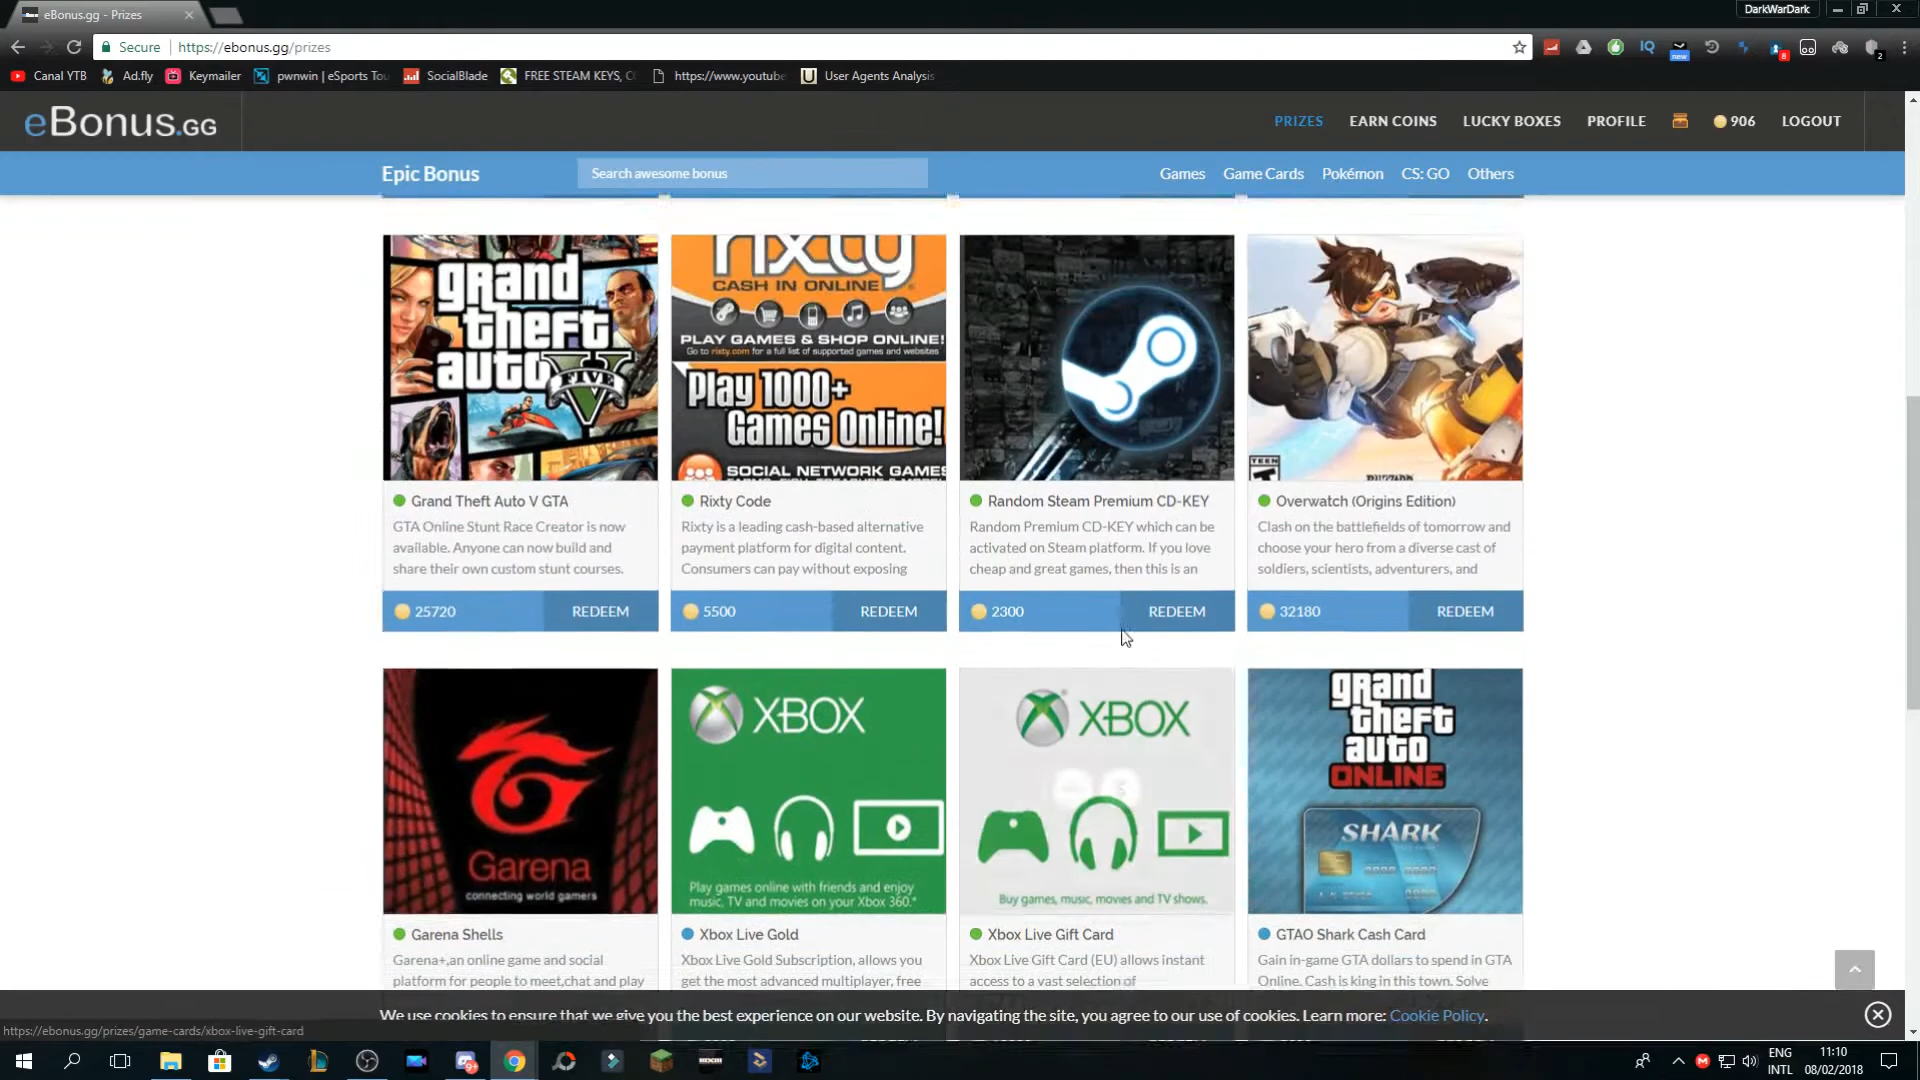 eBonus.gg - Prizes
DarkWarDark
Secure https://ebonus.gg/prizes
new
8
2
Canal YTB Ad.fly Keymailer pwnwin | eSports Tou SocialBlade FREE STEAM KEYS, C https://www.youtube User Agents Analysis
eBonus.GG
PRIZES EARN COINS LUCKY BOXES PROFILE 906 LOGOUT
Epic Bonus Search awesome bonus Games Game Cards Pokémon CS: GO Others
grand theft auto V
FIVE
rixty
CASH IN ONLINE
PLAY GAMES & SHOP ONLINE!
Go to rixty.com for a full list of supported games and websites
Play 1000+
Games Online!
SOCIAL NETWORK GAMES
TEEN
Grand Theft Auto V GTA
GTA Online Stunt Race Creator is now
available. Anyone can now build and
share their own custom stunt courses.
25720 REDEEM
Rixty Code
Rixty is a leading cash-based alternative
payment platform for digital content.
Consumers can pay without exposing
5500 REDEEM
Random Steam Premium CD-KEY
Random Premium CD-KEY which can be
activated on Steam platform. If you love
cheap and great games, then this is an
2300 REDEEM
Overwatch (Origins Edition)
Clash on the battlefields of tomorrow and
choose your hero from a diverse cast of
soldiers, scientists, adventurers, and
32180 REDEEM
Garena
connecting world gamers
XBOX
Play games online with friends and enjoy
music, TV and movies on your Xbox 360.*
XBOX
Buy games, music, movies and TV shows.
grand
theft
auto
ONLINE
SHARK
Garena Shells
Garena+,an online game and social
platform for people to meet,chat and play
Xbox Live Gold
Xbox Live Gold Subscription, allows you
get the most advanced multiplayer, free
Xbox Live Gift Card
Xbox Live Gift Card (EU) allows instant
access to a vast selection of
GTAO Shark Cash Card
Gain in-game GTA dollars to spend in GTA
Online. Cash is king in this town. Solve
We use cookies to ensure that we give you the best experience on our website. By navigating the site, you agree to our use of cookies. Learn more: Cookie Policy.
https://ebonus.gg/prizes/game-cards/xbox-live-gift-card
ENG
INTL
11:10
08/02/2018